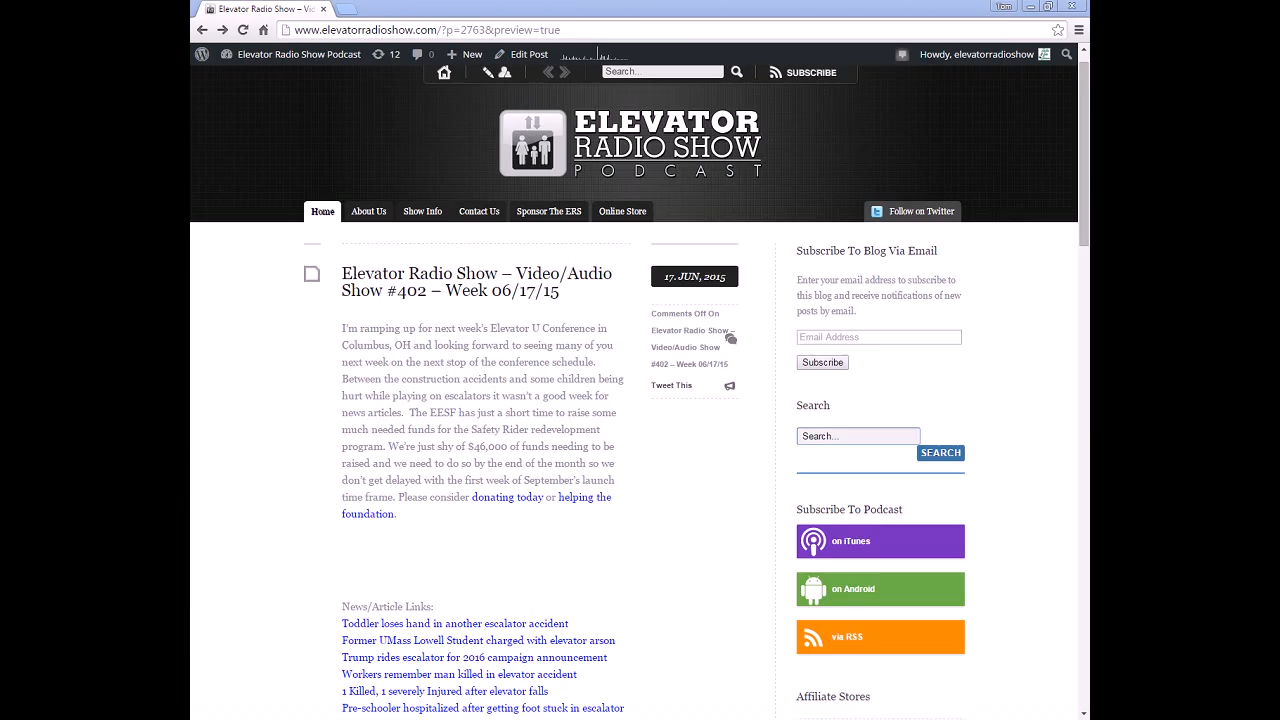 Elevator Radio Show – Vid
Tom
www.elevatorradioshow.com/?p=2763&preview=true
Elevator Radio Show Podcast 12 0 New Edit Post Howdy, elevatorradioshow
Search... SUBSCRIBE
ELEVATOR
RADIO SHOW
PODCAST
Home About Us Show Info Contact Us Sponsor The ERS Online Store Follow on Twitter
Elevator Radio Show – Video/Audio
Show #402 – Week 06/17/15
I'm ramping up for next week's Elevator U Conference in
Columbus, OH and looking forward to seeing many of you
next week on the next stop of the conference schedule.
Between the construction accidents and some children being
hurt while playing on escalators it wasn't a good week for
news articles.  The EESF has just a short time to raise some
much needed funds for the Safety Rider redevelopment
program. We're just shy of $46,000 of funds needing to be
raised and we need to do so by the end of the month so we
don't get delayed with the first week of September's launch
time frame. Please consider donating today or helping the
foundation.
News/Article Links:
Toddler loses hand in another escalator accident
Former UMass Lowell Student charged with elevator arson
Trump rides escalator for 2016 campaign announcement
Workers remember man killed in elevator accident
1 Killed, 1 severely Injured after elevator falls
Pre-schooler hospitalized after getting foot stuck in escalator
17. JUN, 2015
Comments Off On
Elevator Radio Show –
Video/Audio Show
#402 – Week 06/17/15
Tweet This
Subscribe To Blog Via Email
Enter your email address to subscribe to
this blog and receive notifications of new
posts by email.
Email Address
Subscribe
Search
Search...
SEARCH
Subscribe To Podcast
on iTunes
on Android
via RSS
Affiliate Stores